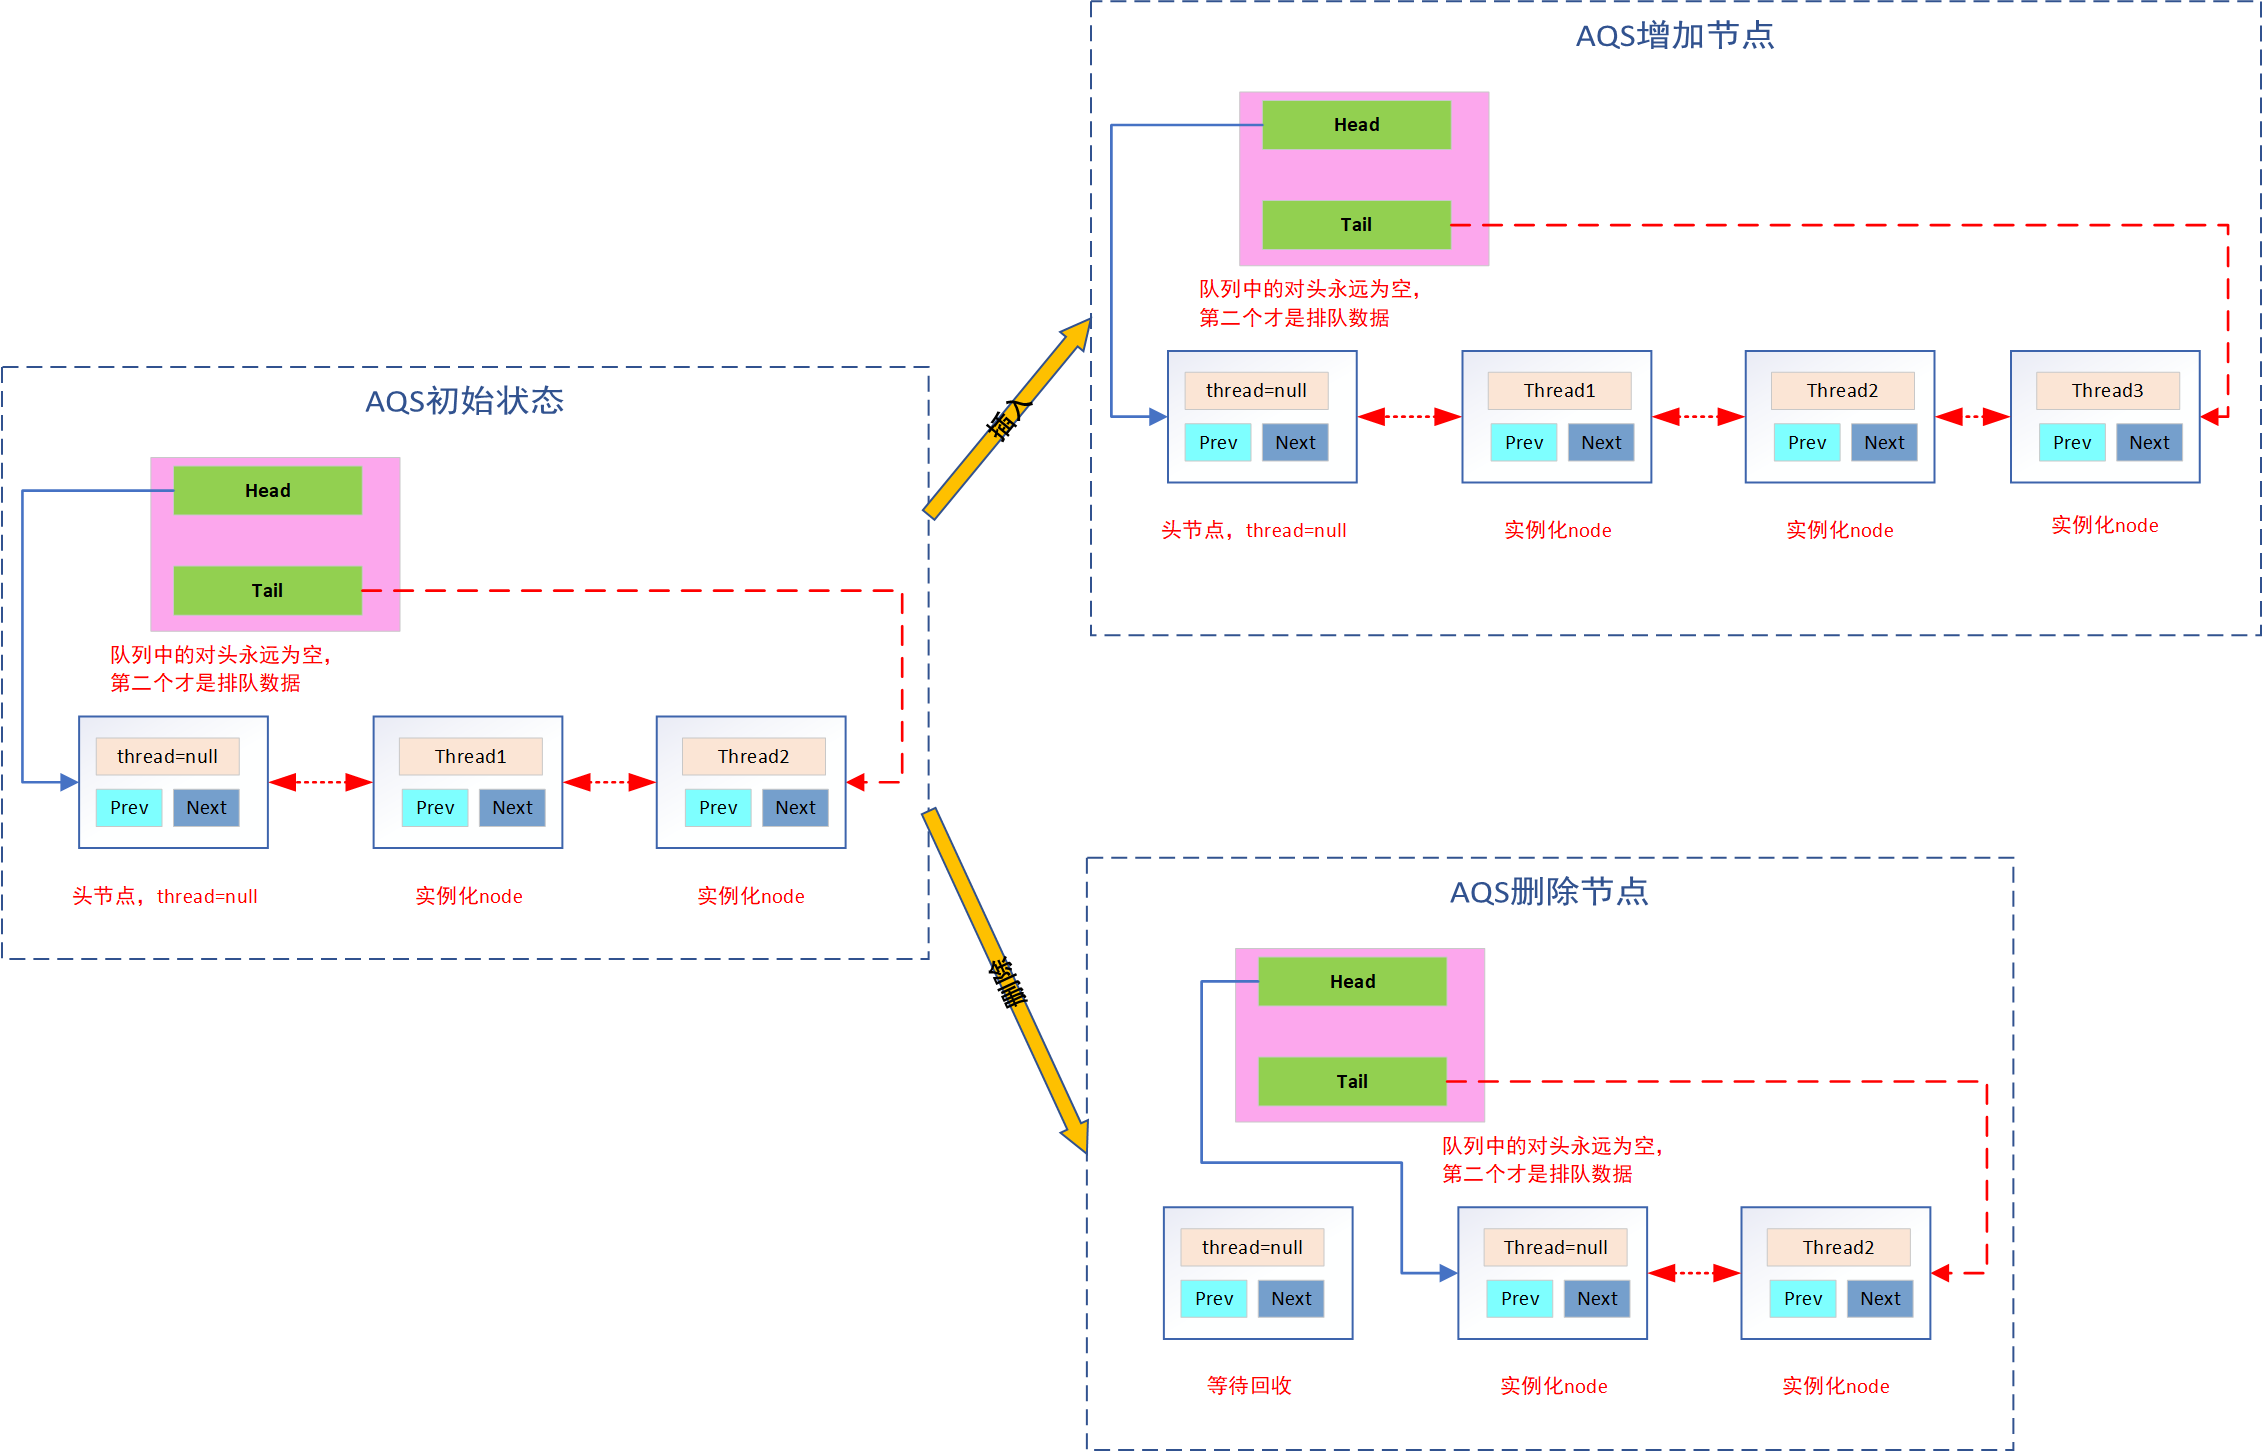 AQS初始状态
Head
Tail
队列中的对头永远为空,
第二个才是排队数据
thread=null
Prev
Next
Thread1
Prev
Next
Thread2
Prev
Next
头节点，thread=null
实例化node
实例化node
插入
删除
AQS增加节点
Head
Tail
队列中的对头永远为空,
第二个才是排队数据
thread=null
Prev
Next
Thread1
Prev
Next
Thread2
Prev
Next
Thread3
Prev
Next
头节点，thread=null
实例化node
实例化node
实例化node
AQS删除节点
Head
Tail
队列中的对头永远为空,
第二个才是排队数据
thread=null
Prev
Next
Thread=null
Prev
Next
Thread2
Prev
Next
等待回收
实例化node
实例化node